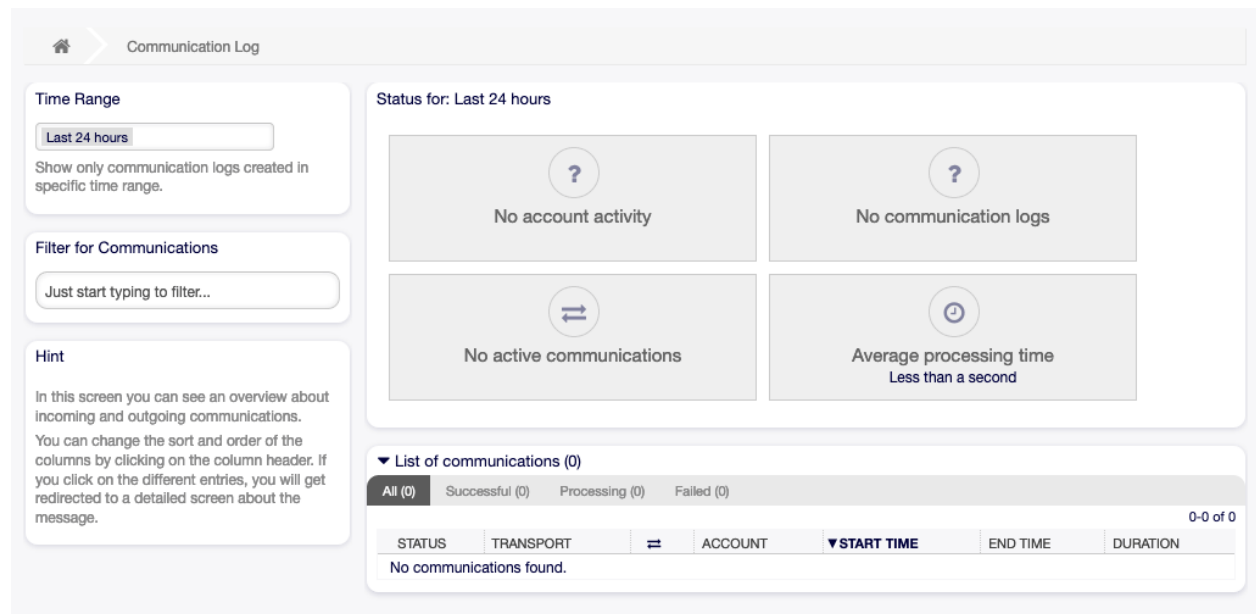 Communication Log
Time Range
Last 24 hours
Show only communication logs created in
specific time range.
Filter for Communications
Just start typing to filter...
Hint
In this screen you can see an overview about
incoming and outgoing communications.
You can change the sort and order of the
columns by clicking on the column header. If
you click on the different entries, you will get
redirected to a detailed screen about the
message.
Status for: Last 24 hours
?
No account activity
?
No communication logs
No active communications
Average processing time
Less than a second
List of communications (0)
All (0) Successful (0) Processing (0) Failed (0)
0-0 of 0
STATUS TRANSPORT ACCOUNT START TIME END TIME DURATION
No communications found.